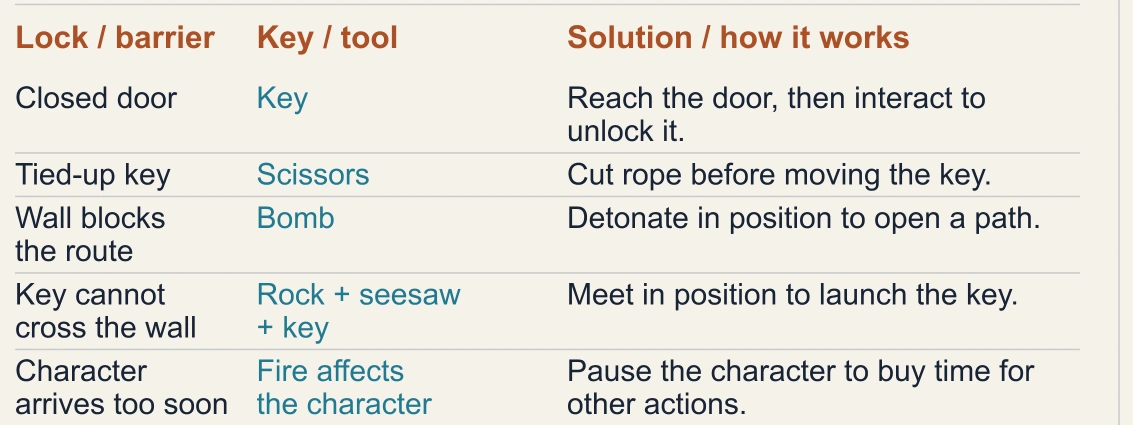 Lock / barrier Key / tool Solution / how it works
Closed door Key Reach the door, then interact to
unlock it.
Tied-up key Scissors Cut rope before moving the key.
Wall blocks Bomb Detonate in position to open a path.
the route
Key cannot Rock + seesaw Meet in position to launch the key.
cross the wall + key
Character Fire affects Pause the character to buy time for
arrives too soon the character other actions.